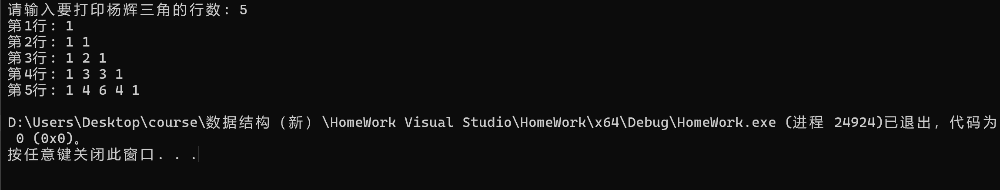 请输入要打印杨辉三角的行数: 5
第1行: 1
第2行: 1 1
第3行: 1 2 1
第4行: 1 3 3 1
第5行: 1 4 6 4 1
D:\Users\Desktop\course\数据结构（新）\HomeWork Visual Studio\HomeWork\x64\Debug\HomeWork.exe (进程 24924)已退出，代码为
0 (0x0)。
按任意键关闭此窗口. . .